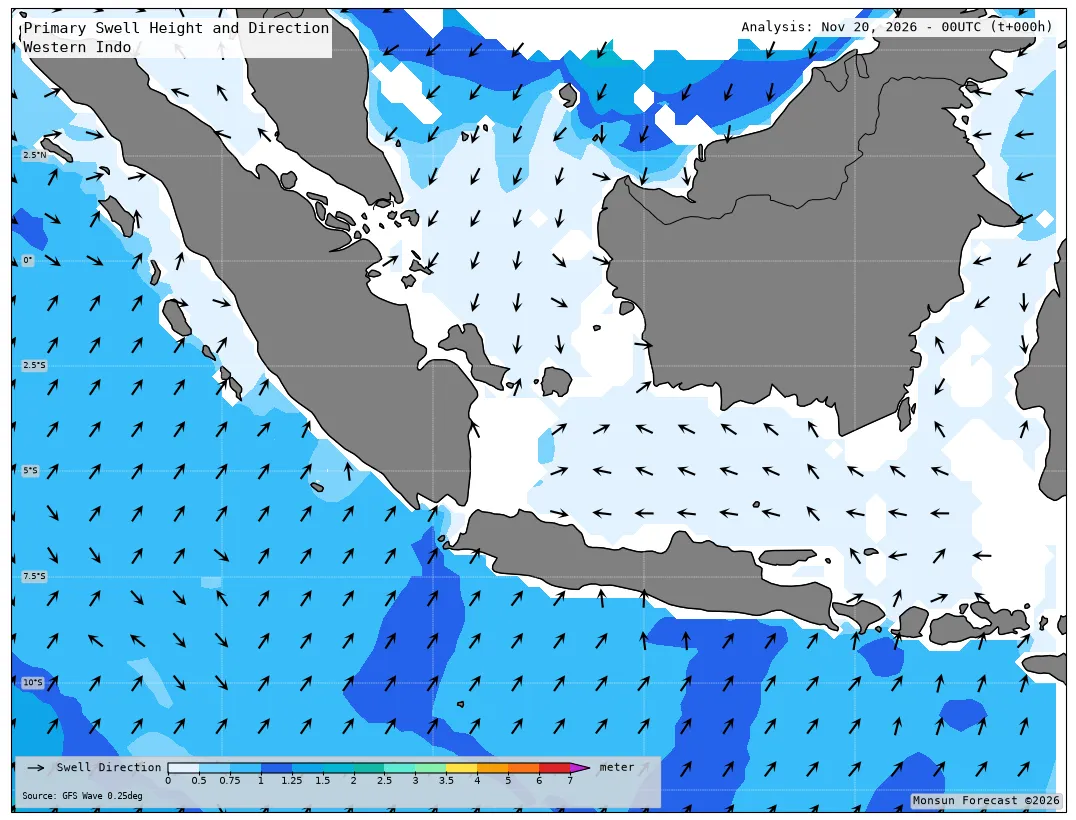 Primary Swell Height and Direction
Western Indo
Analysis: Nov 20, 2026 - 00UTC (t+000h)
2.5°N
0°
2.5°S
5°S
7.5°S
10°S
Swell Direction
0 0.5 0.75 1 1.25 1.5 2 2.5 3 3.5 4 5 6 7
meter
Source: GFS Wave 0.25deg
Monsun Forecast ©2026